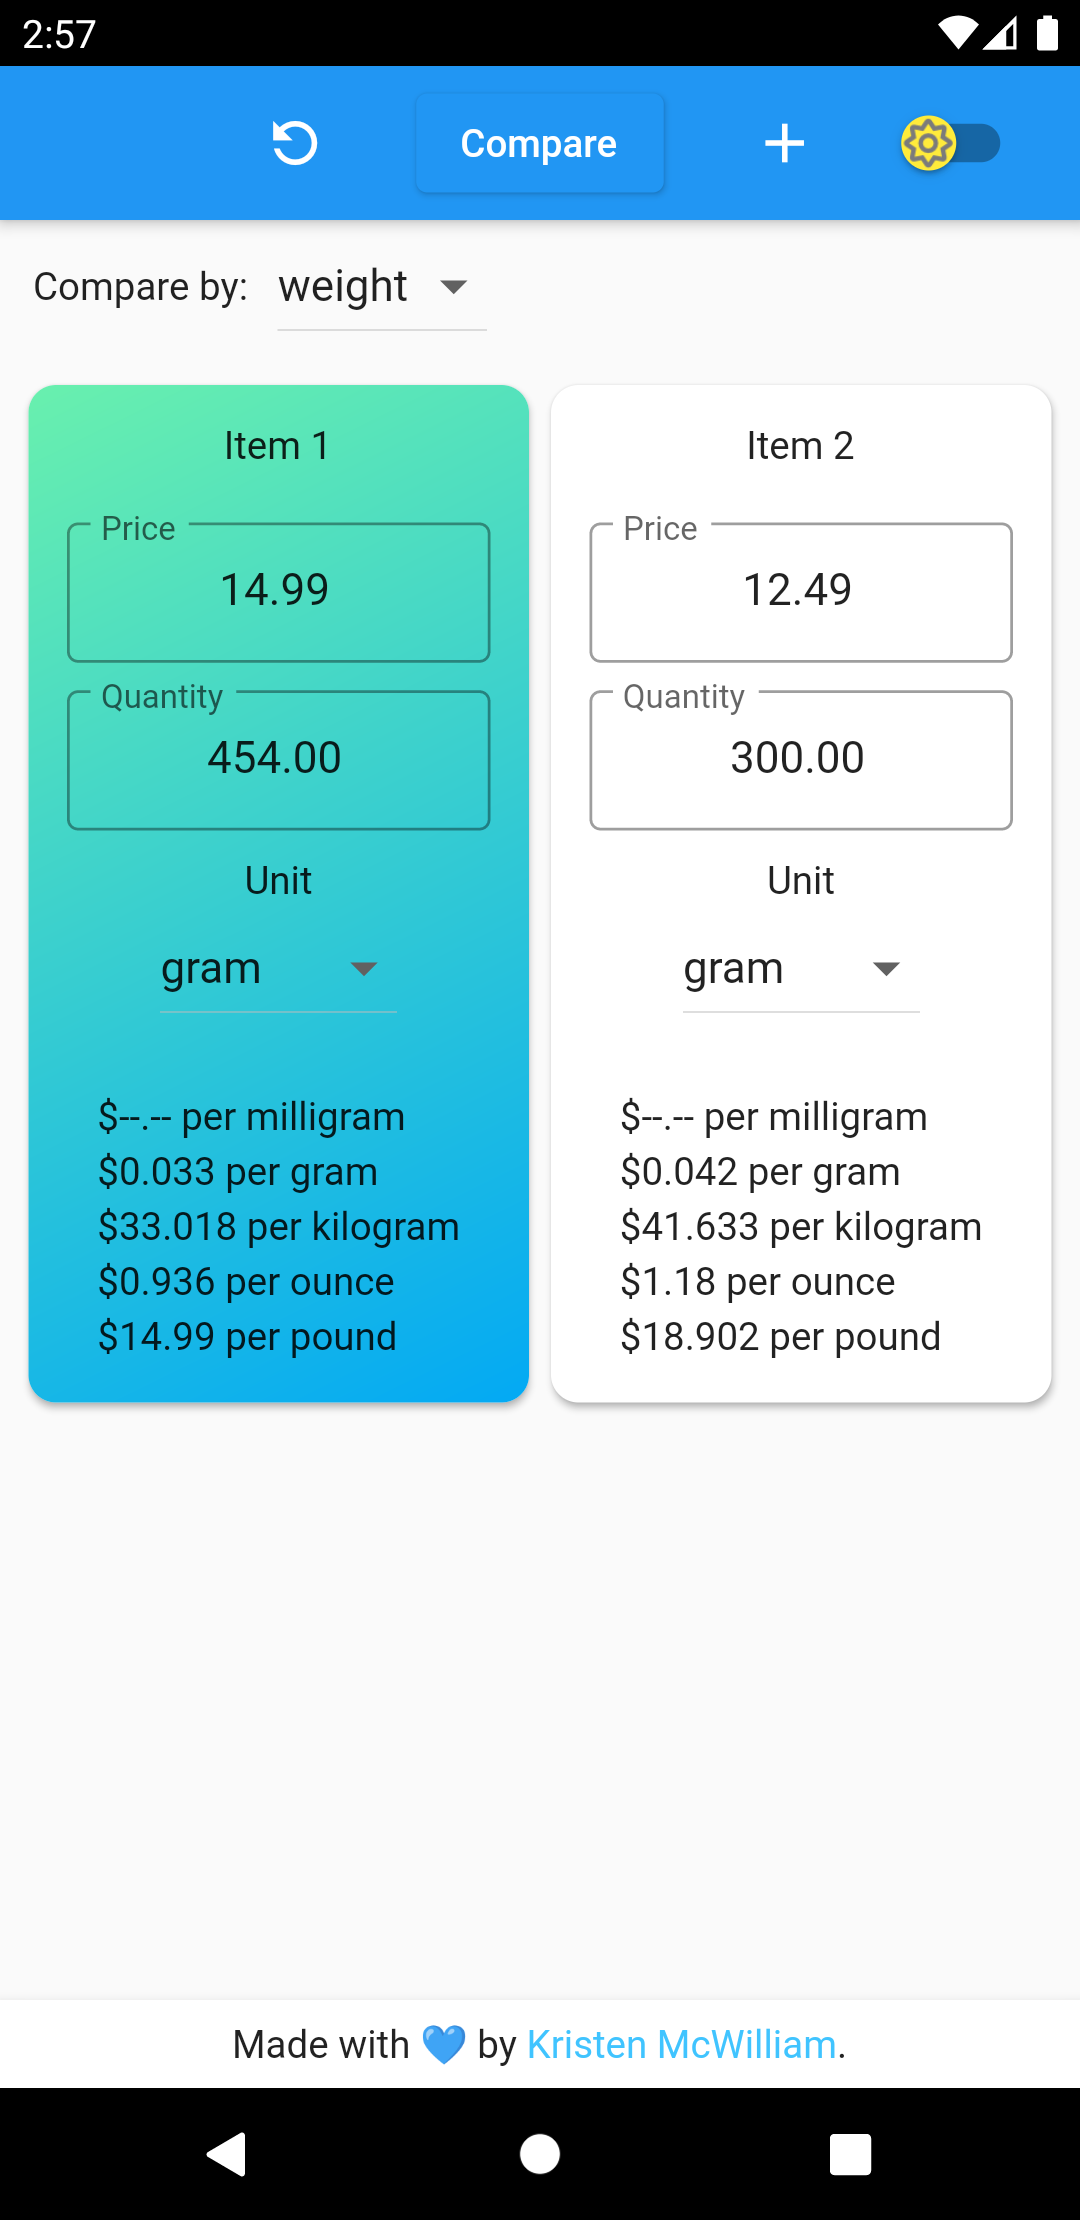 2:57
Compare
Compare by: weight
Item 1
Price
14.99
Quantity
454.00
Unit
gram
$--.-- per milligram
$0.033 per gram
$33.018 per kilogram
$0.936 per ounce
$14.99 per pound
Item 2
Price
12.49
Quantity
300.00
Unit
gram
$--.-- per milligram
$0.042 per gram
$41.633 per kilogram
$1.18 per ounce
$18.902 per pound
Made with 💙 by Kristen McWilliam.